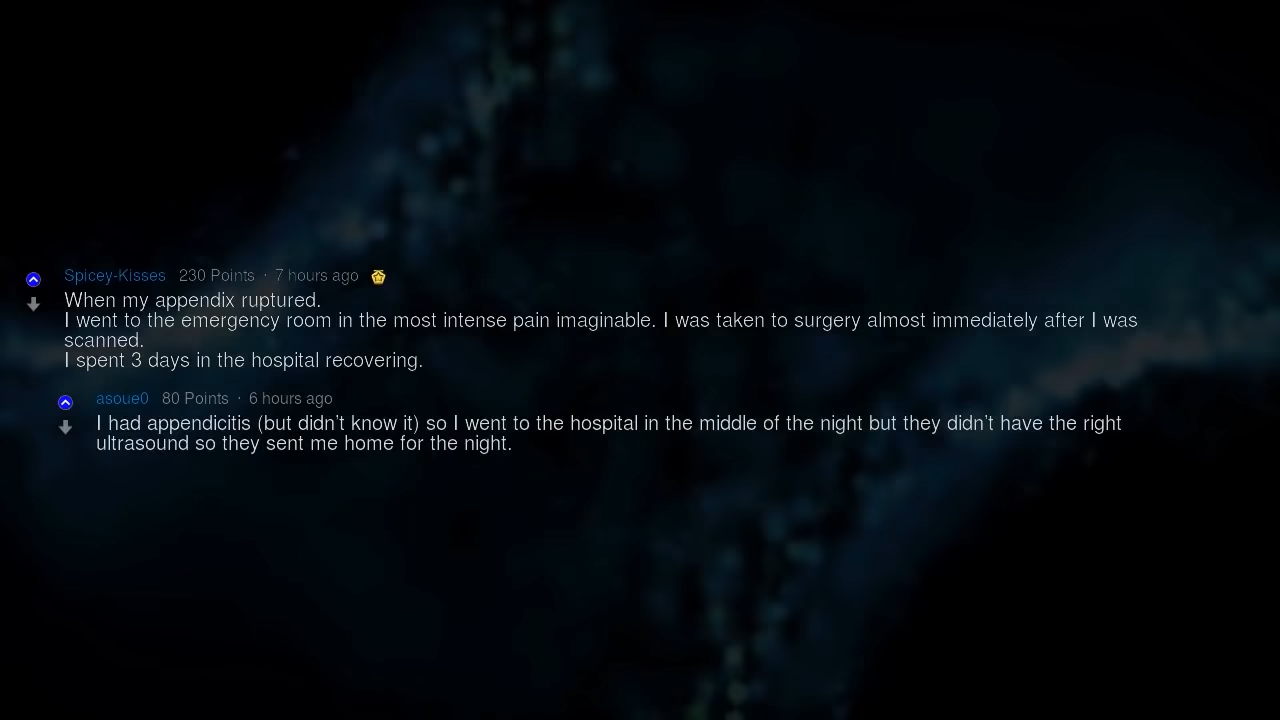 Spicey-Kisses 230 Points · 7 hours ago
When my appendix ruptured.
I went to the emergency room in the most intense pain imaginable. I was taken to surgery almost immediately after I was
scanned.
I spent 3 days in the hospital recovering.
asoue0 80 Points · 6 hours ago
I had appendicitis (but didn't know it) so I went to the hospital in the middle of the night but they didn't have the right
ultrasound so they sent me home for the night.